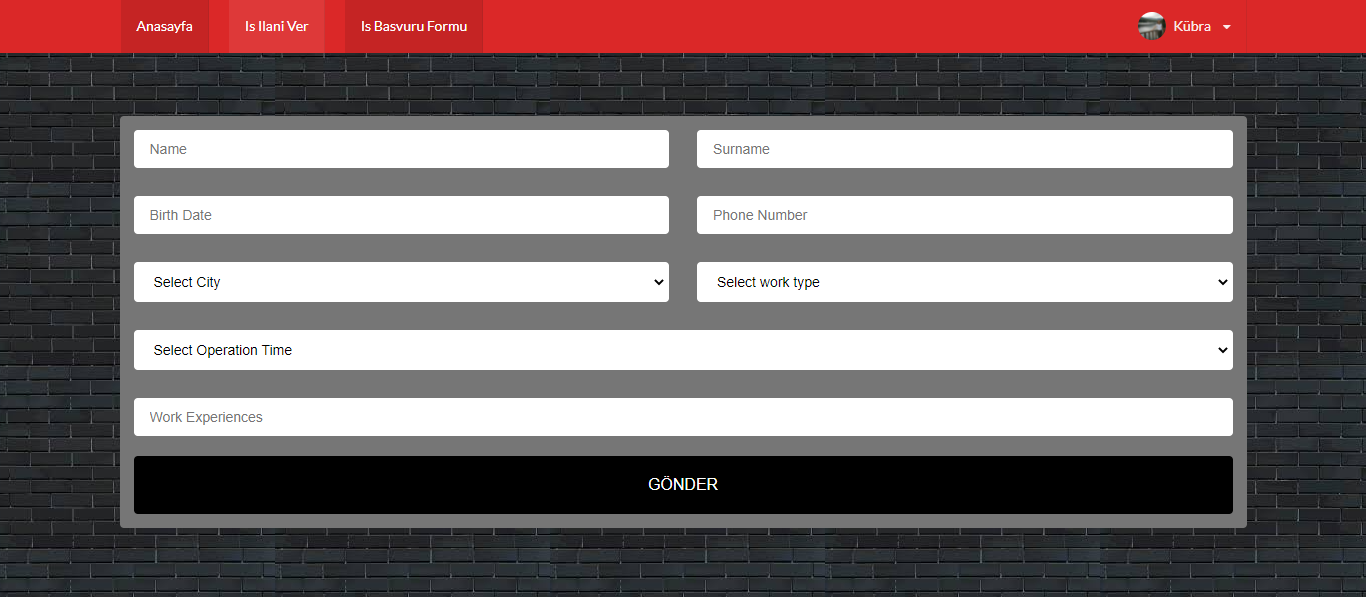 Anasayfa
Is Ilani Ver
Is Basvuru Formu
Kübra
Name
Surname
Birth Date
Phone Number
Select City
Select work type
Select Operation Time
Work Experiences
GÖNDER